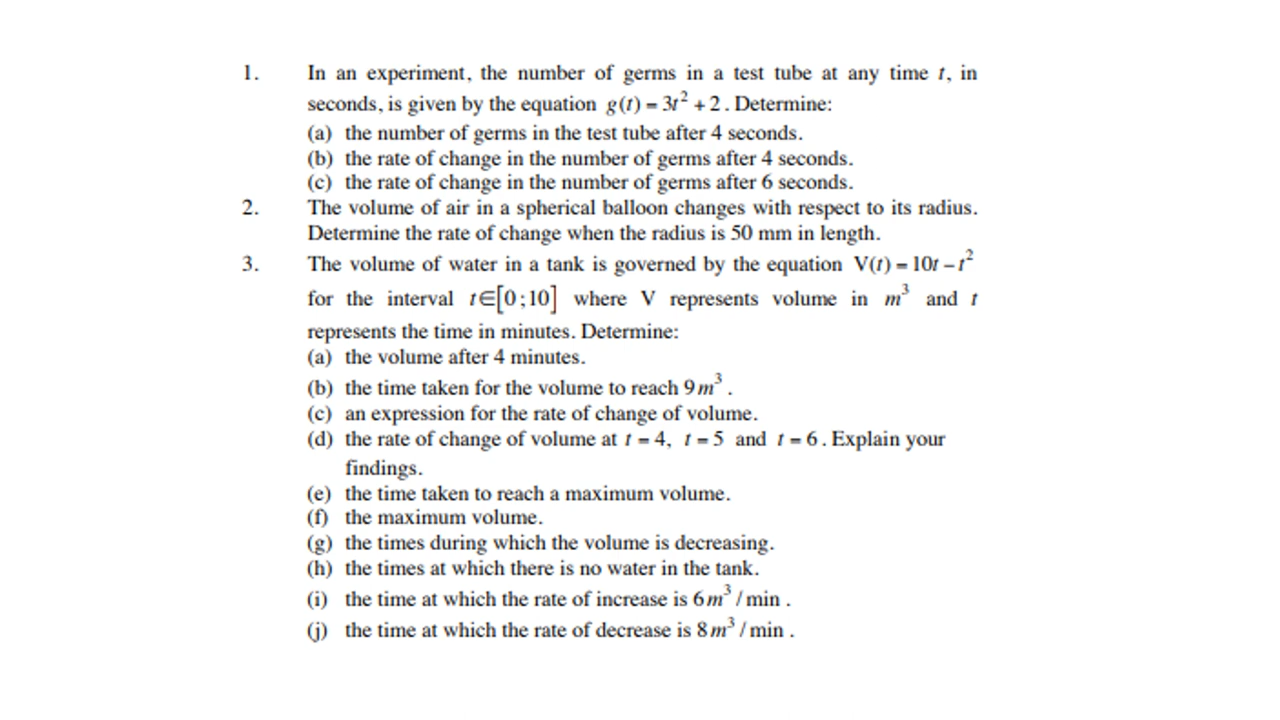 1. In an experiment, the number of germs in a test tube at any time t, in
seconds, is given by the equation g(t) = 3t² + 2. Determine:
(a) the number of germs in the test tube after 4 seconds.
(b) the rate of change in the number of germs after 4 seconds.
(c) the rate of change in the number of germs after 6 seconds.
2. The volume of air in a spherical balloon changes with respect to its radius.
Determine the rate of change when the radius is 50 mm in length.
3. The volume of water in a tank is governed by the equation V(t) = 10t – t²
for the interval t∈[0;10] where V represents volume in m³ and t
represents the time in minutes. Determine:
(a) the volume after 4 minutes.
(b) the time taken for the volume to reach 9 m³.
(c) an expression for the rate of change of volume.
(d) the rate of change of volume at t = 4, t = 5 and t = 6. Explain your
findings.
(e) the time taken to reach a maximum volume.
(f) the maximum volume.
(g) the times during which the volume is decreasing.
(h) the times at which there is no water in the tank.
(i) the time at which the rate of increase is 6 m³ / min.
(j) the time at which the rate of decrease is 8 m³ / min.